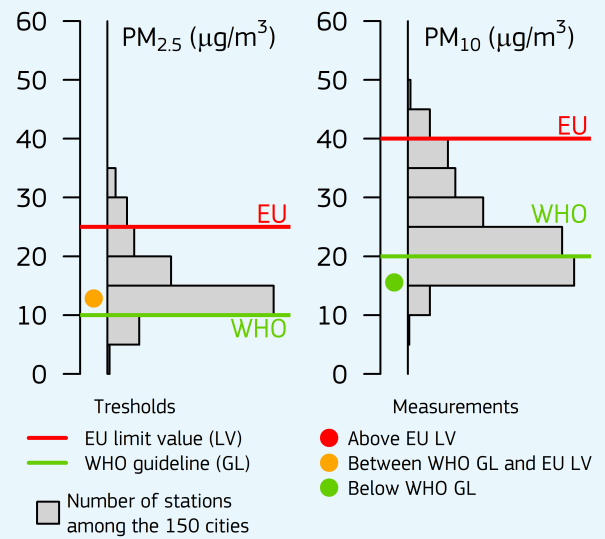 PM2.5 (µg/m³)
60
50
40
30
20
10
0
EU
WHO
PM10 (µg/m³)
60
50
40
30
20
10
0
EU
WHO
Tresholds
EU limit value (LV)
WHO guideline (GL)
Number of stations
among the 150 cities
Measurements
Above EU LV
Between WHO GL and EU LV
Below WHO GL